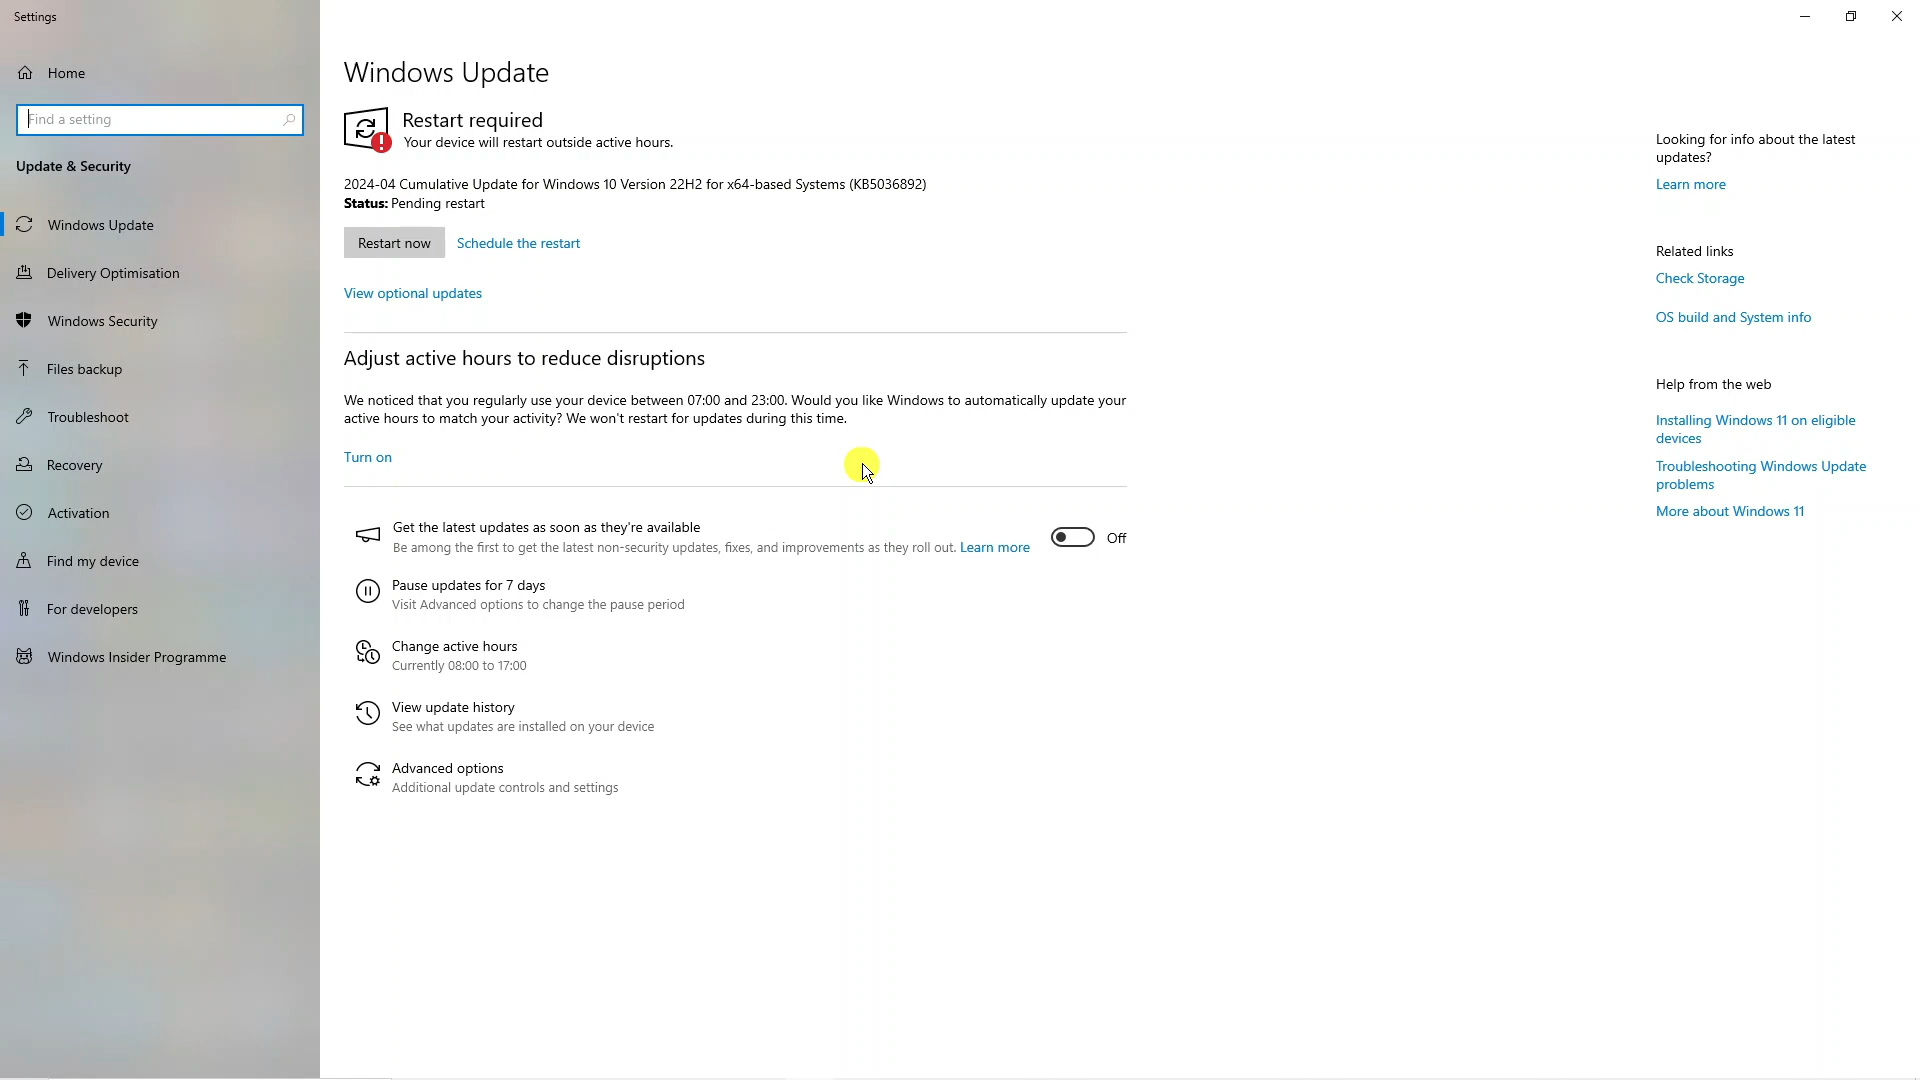 Settings
Home
Find a setting
Update & Security
Windows Update
Delivery Optimisation
Windows Security
Files backup
Troubleshoot
Recovery
Activation
Find my device
For developers
Windows Insider Programme
Windows Update
Restart required
Your device will restart outside active hours.
2024-04 Cumulative Update for Windows 10 Version 22H2 for x64-based Systems (KB5036892)
Status: Pending restart
Restart now
Schedule the restart
View optional updates
Adjust active hours to reduce disruptions
We noticed that you regularly use your device between 07:00 and 23:00. Would you like Windows to automatically update your
active hours to match your activity? We won't restart for updates during this time.
Turn on
Get the latest updates as soon as they're available
Be among the first to get the latest non-security updates, fixes, and improvements as they roll out. Learn more
Off
Pause updates for 7 days
Visit Advanced options to change the pause period
Change active hours
Currently 08:00 to 17:00
View update history
See what updates are installed on your device
Advanced options
Additional update controls and settings
Looking for info about the latest
updates?
Learn more
Related links
Check Storage
OS build and System info
Help from the web
Installing Windows 11 on eligible
devices
Troubleshooting Windows Update
problems
More about Windows 11